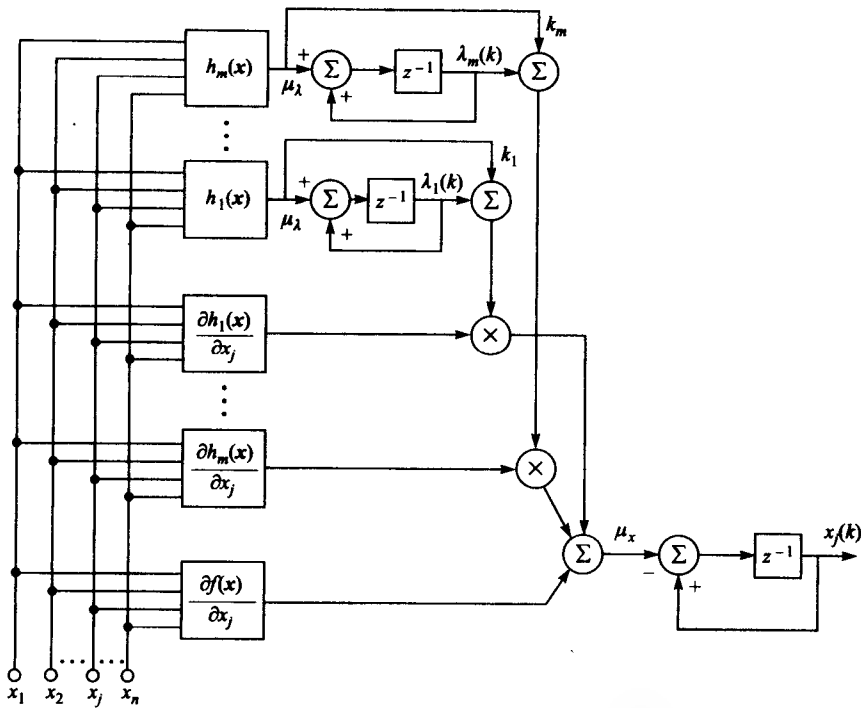 k_m
h_m(x)
+
μ_λ
Σ
+
z⁻¹
λ_m(k)
Σ
k_1
h_1(x)
+
μ_λ
Σ
+
z⁻¹
λ_1(k)
Σ
∂h_1(x)
∂x_j
×
∂h_m(x)
∂x_j
×
∂f(x)
∂x_j
Σ
μ_x
−
Σ
+
z⁻¹
x_j(k)
x_1 x_2 x_j x_n